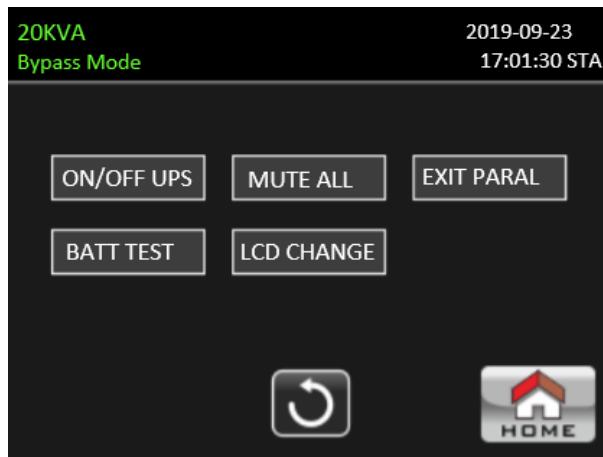 20KVA
2019-09-23
Bypass Mode
17:01:30 STA
ON/OFF UPS
MUTE ALL
EXIT PARAL
BATT TEST
LCD CHANGE
HOME